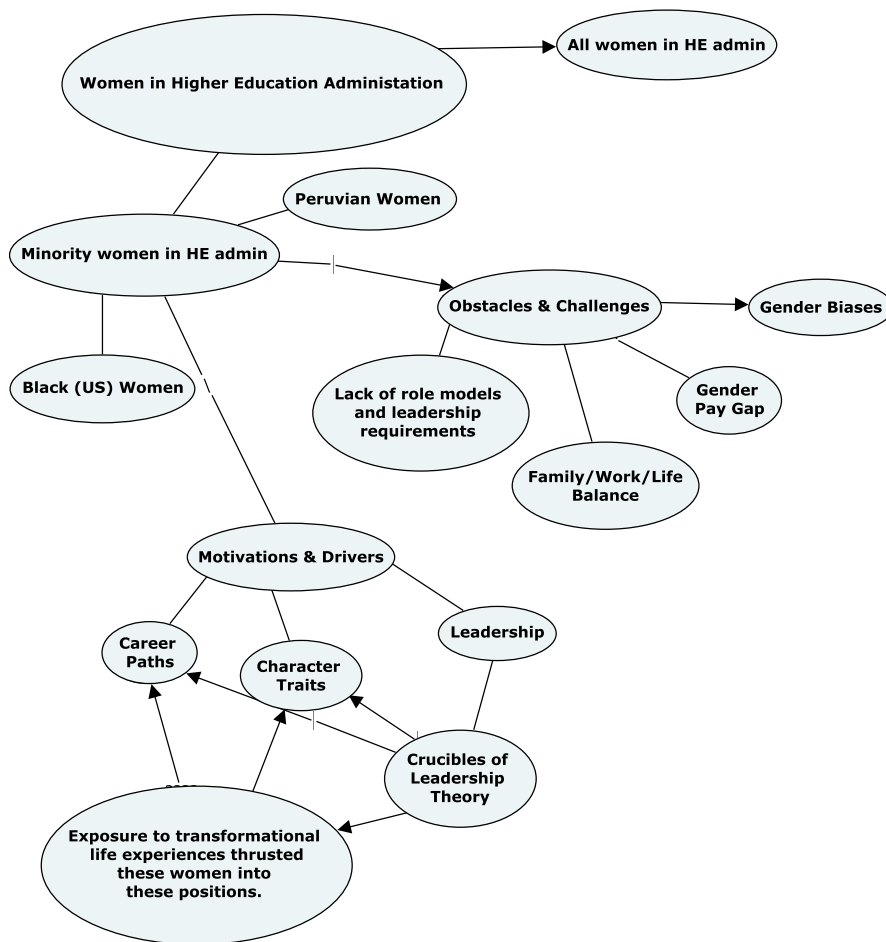 All women in HE admin
Women in Higher Education Administation
Peruvian Women
Minority women in HE admin
Obstacles & Challenges
Gender Biases
Black (US) Women
Lack of role models
and leadership
requirements
Gender
Pay Gap
Family/Work/Life
Balance
Motivations & Drivers
Career
Paths
Character
Traits
Leadership
Crucibles of
Leadership
Theory
Exposure to transformational
life experiences thrusted
these women into
these positions.